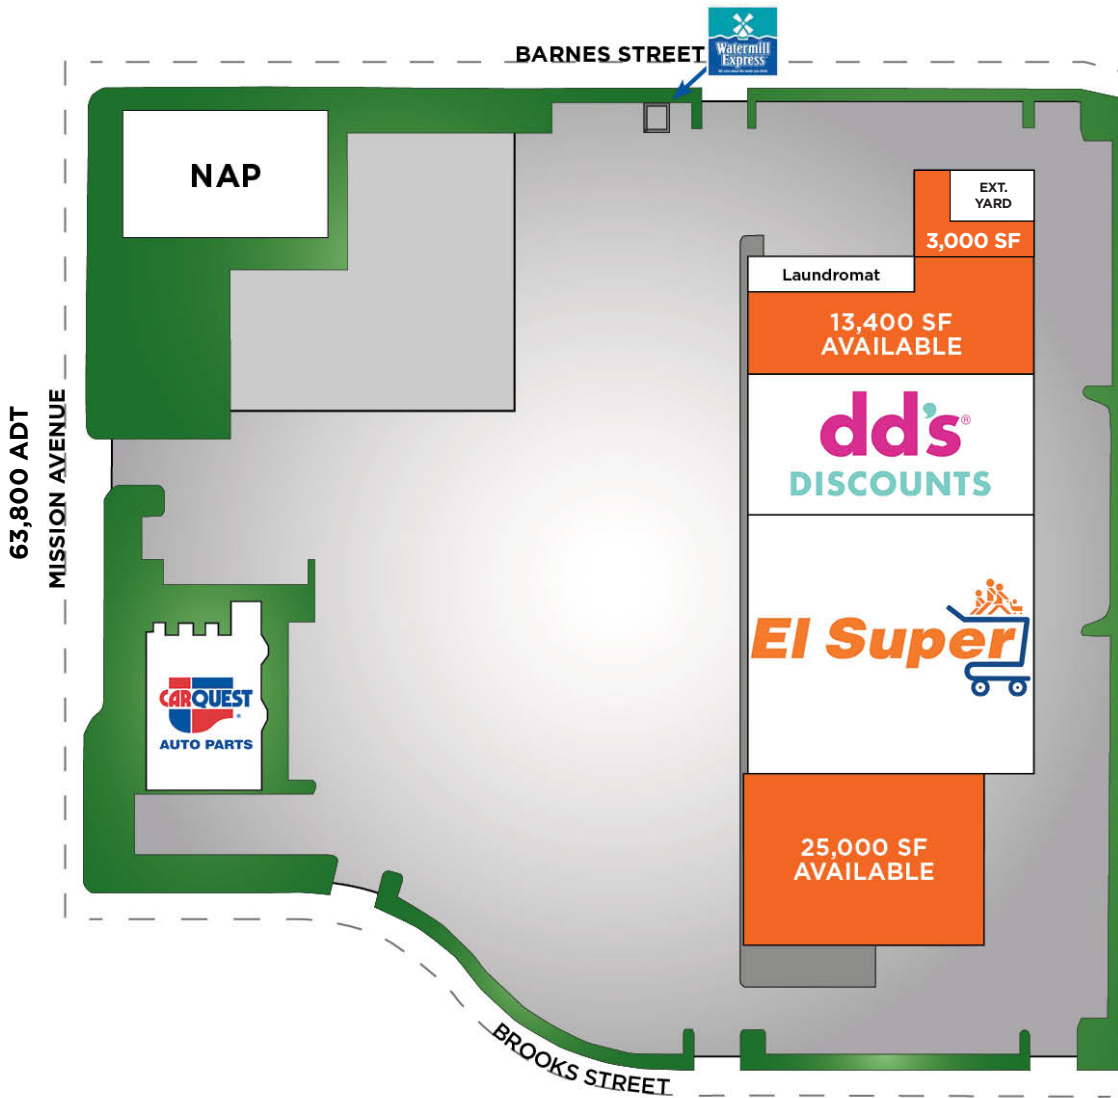 BARNES STREET
Watermill
Express
NAP
EXT.
YARD
3,000 SF
Laundromat
13,400 SF
AVAILABLE
dd's®
DISCOUNTS
63,800 ADT
MISSION AVENUE
El Super
CARQUEST
AUTO PARTS
25,000 SF
AVAILABLE
BROOKS STREET